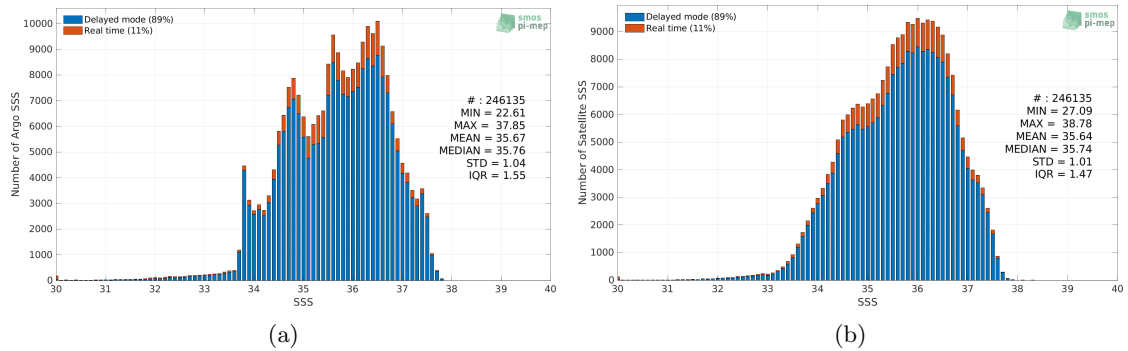 Delayed mode (89%)
Real time (11%)
smos
pi-mep
10000
9000
8000
7000
6000
5000
4000
3000
2000
1000
0
Number of Argo SSS
# : 246135
MIN = 22.61
MAX = 37.85
MEAN = 35.67
MEDIAN = 35.76
STD = 1.04
IQR = 1.55
30 31 32 33 34 35 36 37 38 39 40
SSS
(a)
Delayed mode (89%)
Real time (11%)
smos
pi-mep
9000
8000
7000
6000
5000
4000
3000
2000
1000
0
Number of Satellite SSS
# : 246135
MIN = 27.09
MAX = 38.78
MEAN = 35.64
MEDIAN = 35.74
STD = 1.01
IQR = 1.47
30 31 32 33 34 35 36 37 38 39 40
SSS
(b)